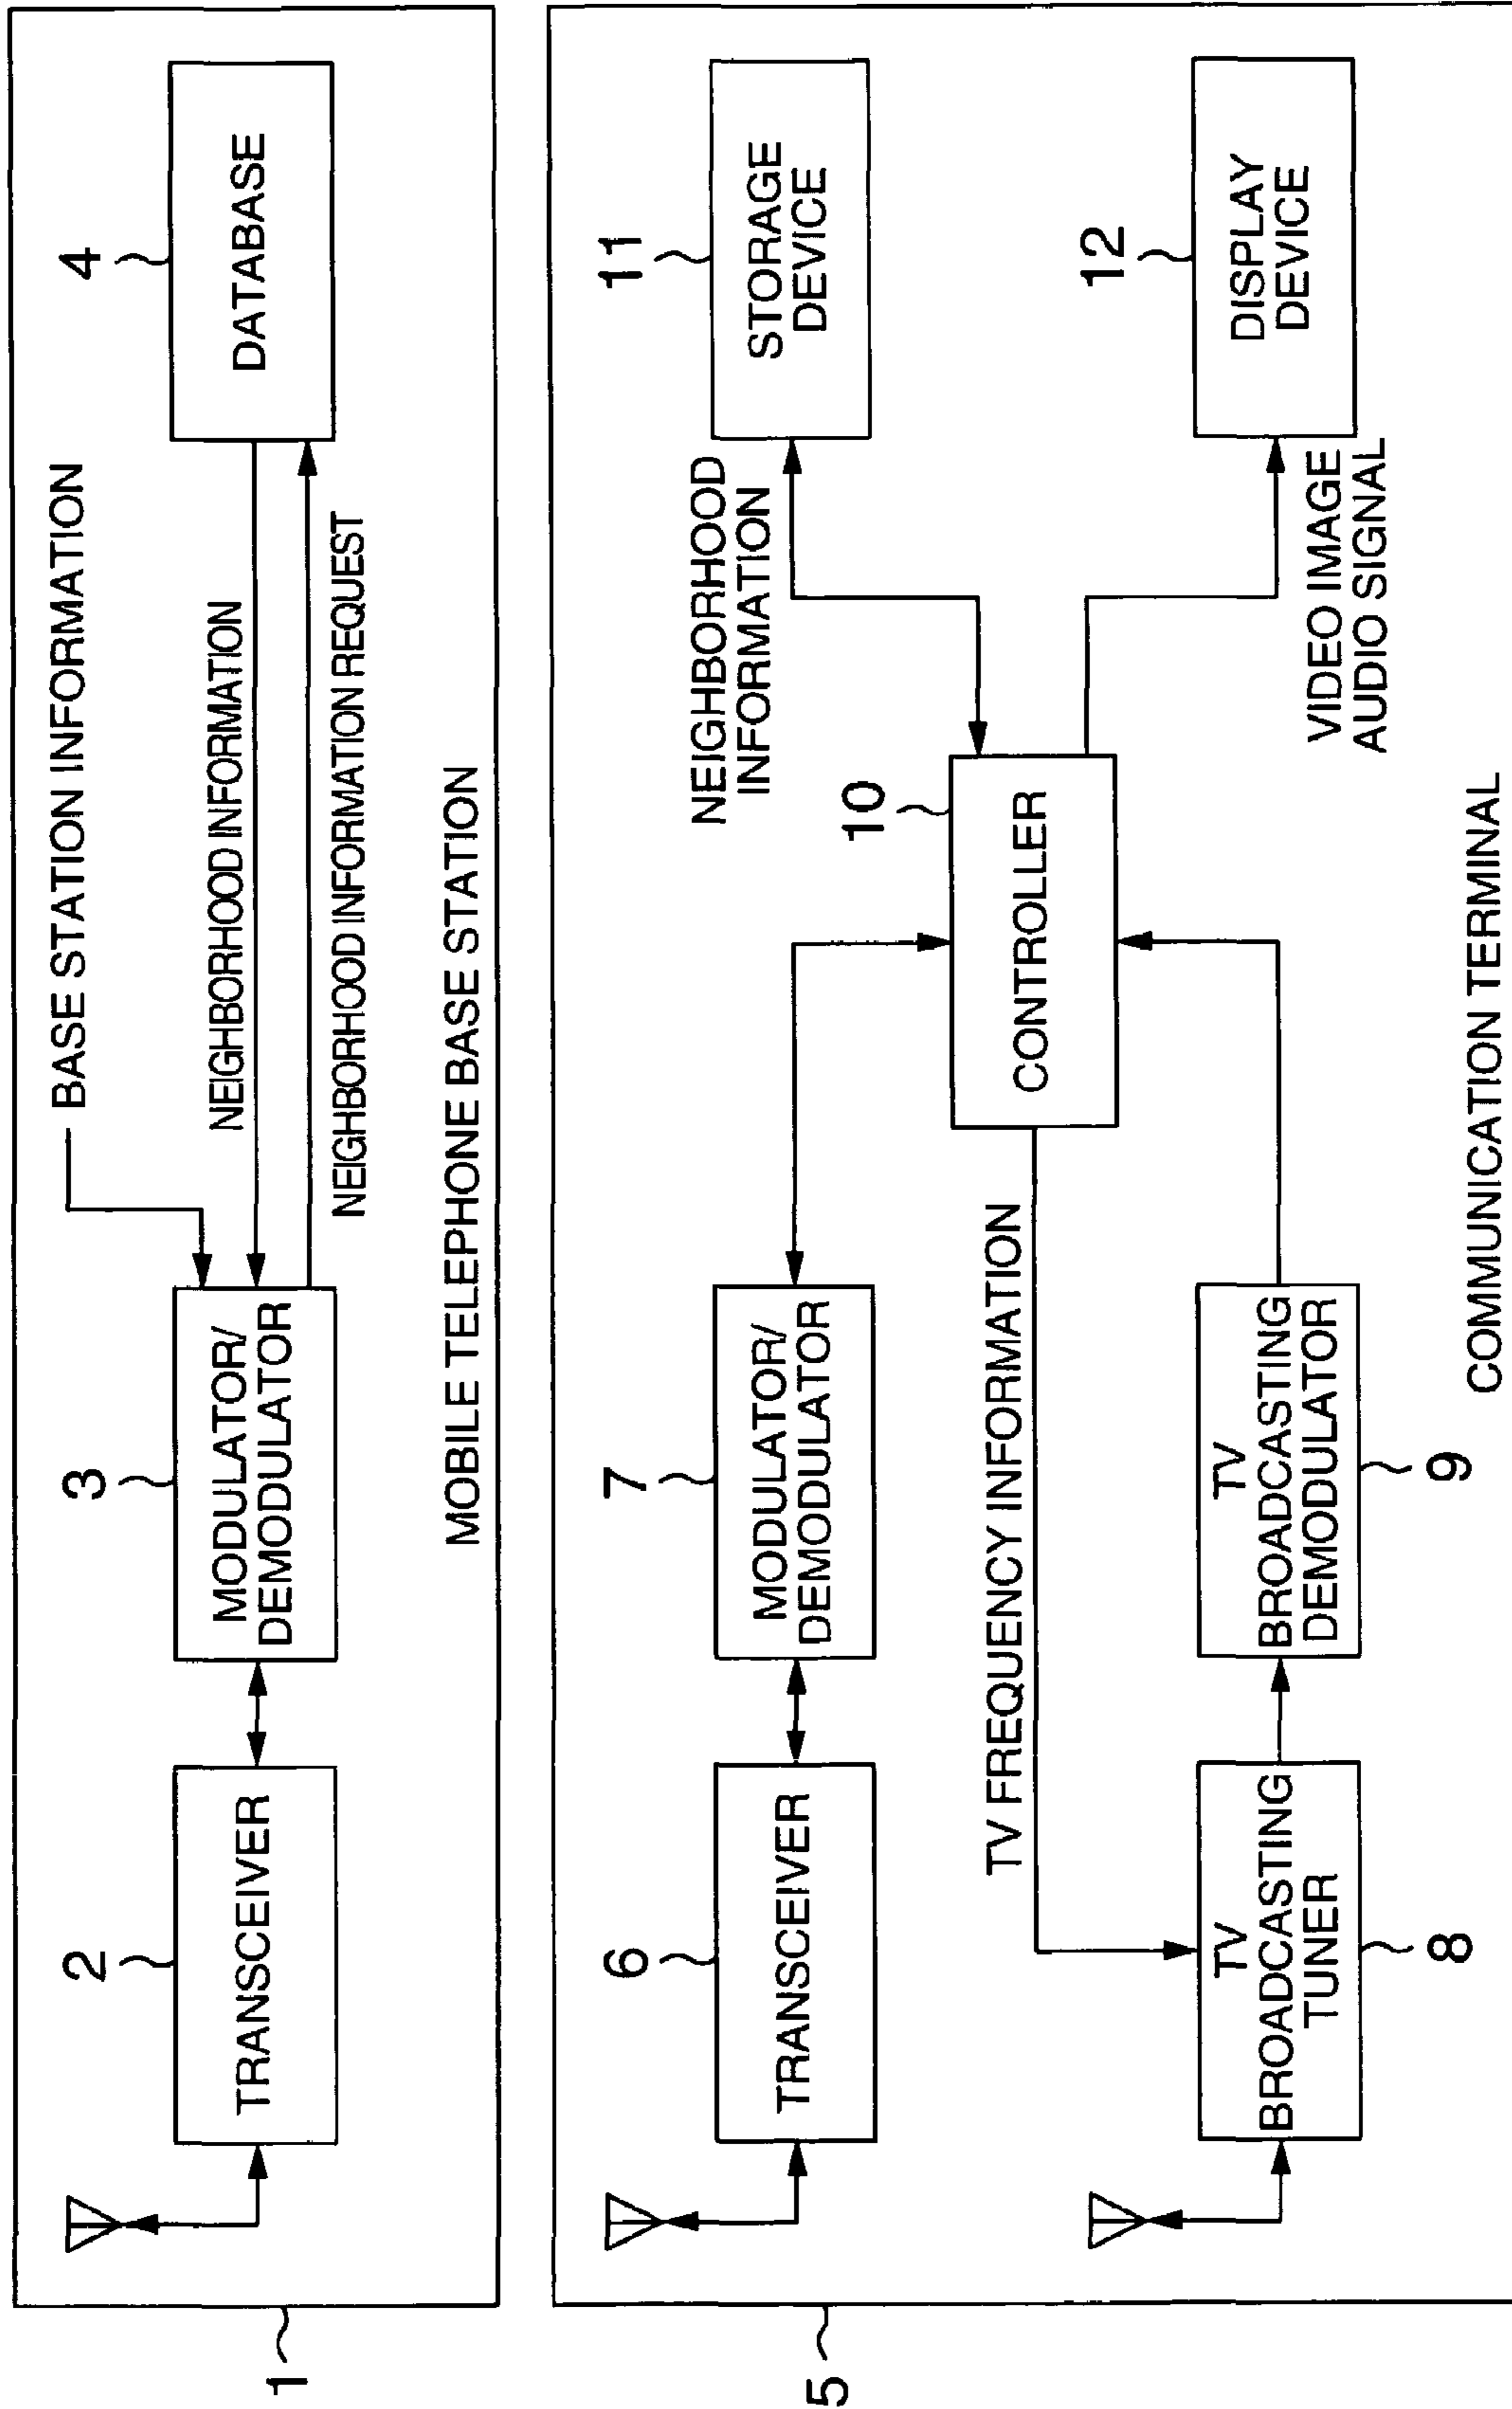 BASE STATION INFORMATION
2
3
4
TRANSCEIVER
MODULATOR/
DEMODULATOR
NEIGHBORHOOD INFORMATION
DATABASE
1
NEIGHBORHOOD INFORMATION REQUEST
MOBILE TELEPHONE BASE STATION
6
7
11
NEIGHBORHOOD
INFORMATION
TRANSCEIVER
MODULATOR/
DEMODULATOR
STORAGE
DEVICE
5
10
TV FREQUENCY INFORMATION
CONTROLLER
12
TV
BROADCASTING
TUNER
TV
BROADCASTING
DEMODULATOR
DISPLAY
DEVICE
VIDEO IMAGE
AUDIO SIGNAL
8
9
COMMUNICATION TERMINAL